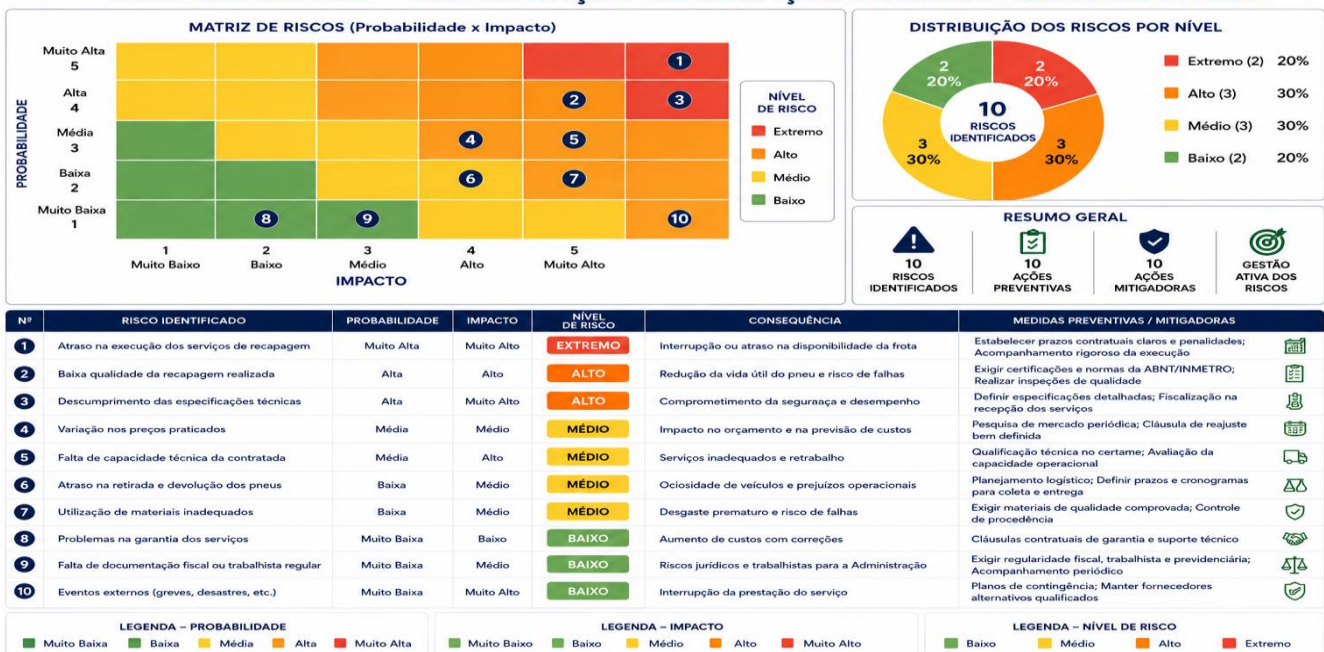 MATRIZ DE RISCOS (Probabilidade x Impacto)
PROBABILIDADE
Muito Alta
5
Alta
4
Média
3
Baixa
2
Muito Baixa
1
1
2
3
4
5
6
7
8
9
10
1
Muito Baixo
2
Baixo
3
Médio
4
Alto
5
Muito Alto
IMPACTO
NÍVEL
DE RISCO
Extremo
Alto
Médio
Baixo
DISTRIBUIÇÃO DOS RISCOS POR NÍVEL
2
20%
2
20%
3
30%
3
30%
10
RISCOS
IDENTIFICADOS
Extremo (2) 20%
Alto (3) 30%
Médio (3) 30%
Baixo (2) 20%
RESUMO GERAL
10
RISCOS
IDENTIFICADOS
10
AÇÕES
PREVENTIVAS
10
AÇÕES
MITIGADORAS
GESTÃO
ATIVA DOS
RISCOS
Nº RISCO IDENTIFICADO PROBABILIDADE IMPACTO NÍVEL DE RISCO CONSEQUÊNCIA MEDIDAS PREVENTIVAS / MITIGADORAS
1 Atraso na execução dos serviços de recapagem Muito Alta Muito Alto EXTREMO Interrupção ou atraso na disponibilidade da frota Estabelecer prazos contratuais claros e penalidades;
Acompanhamento rigoroso da execução
2 Baixa qualidade da recapagem realizada Alta Alto ALTO Redução da vida útil do pneu e risco de falhas Exigir certificações e normas da ABNT/INMETRO;
Realizar inspeções de qualidade
3 Descumprimento das especificações técnicas Alta Muito Alto ALTO Comprometimento da segurnaça e desempenho Definir especificações detalhadas; Fiscalização na
recepção dos serviços
4 Variação nos preços praticados Média Médio MÉDIO Impacto no orçamento e na previsão de custos Pesquisa de mercado periódica; Cláusula de reajuste
bem definida
5 Falta de capacidade técnica da contratada Média Alto MÉDIO Serviços inadequados e retrabalho Qualificação técnica no certame; Avaliação da
capacidade operacional
6 Atraso na retirada e devolução dos pneus Baixa Médio MÉDIO Ociosidade de veículos e prejuízos operacionais Planejamento logístico; Definir prazos e cronogramas
para coleta e entrega
7 Utilização de materiais inadequados Baixa Médio MÉDIO Desgaste prematuro e risco de falhas Exigir materiais de qualidade comprovada; Controle
de procedência
8 Problemas na garantia dos serviços Muito Baixa Baixo BAIXO Aumento de custos com correções Cláusulas contratuais de garantia e suporte técnico
9 Falta de documentação fiscal ou trabalhista regular Muito Baixa Médio BAIXO Riscos jurídicos e trabalhistas para a Administração Exigir regularidade fiscal, trabalhista e previdenciária;
Acompanhamento periódico
10 Eventos externos (greves, desastres, etc.) Muito Baixa Muito Alto BAIXO Interrupção da prestação do serviço Planos de contingência; Manter fornecedores
alternativos qualificados
LEGENDA – PROBABILIDADE
Muito Baixa Baixa Média Alta Muito Alta
LEGENDA – IMPACTO
Muito Baixo Baixo Médio Alto Muito Alto
LEGENDA – NÍVEL DE RISCO
Baixo Médio Alto Extremo